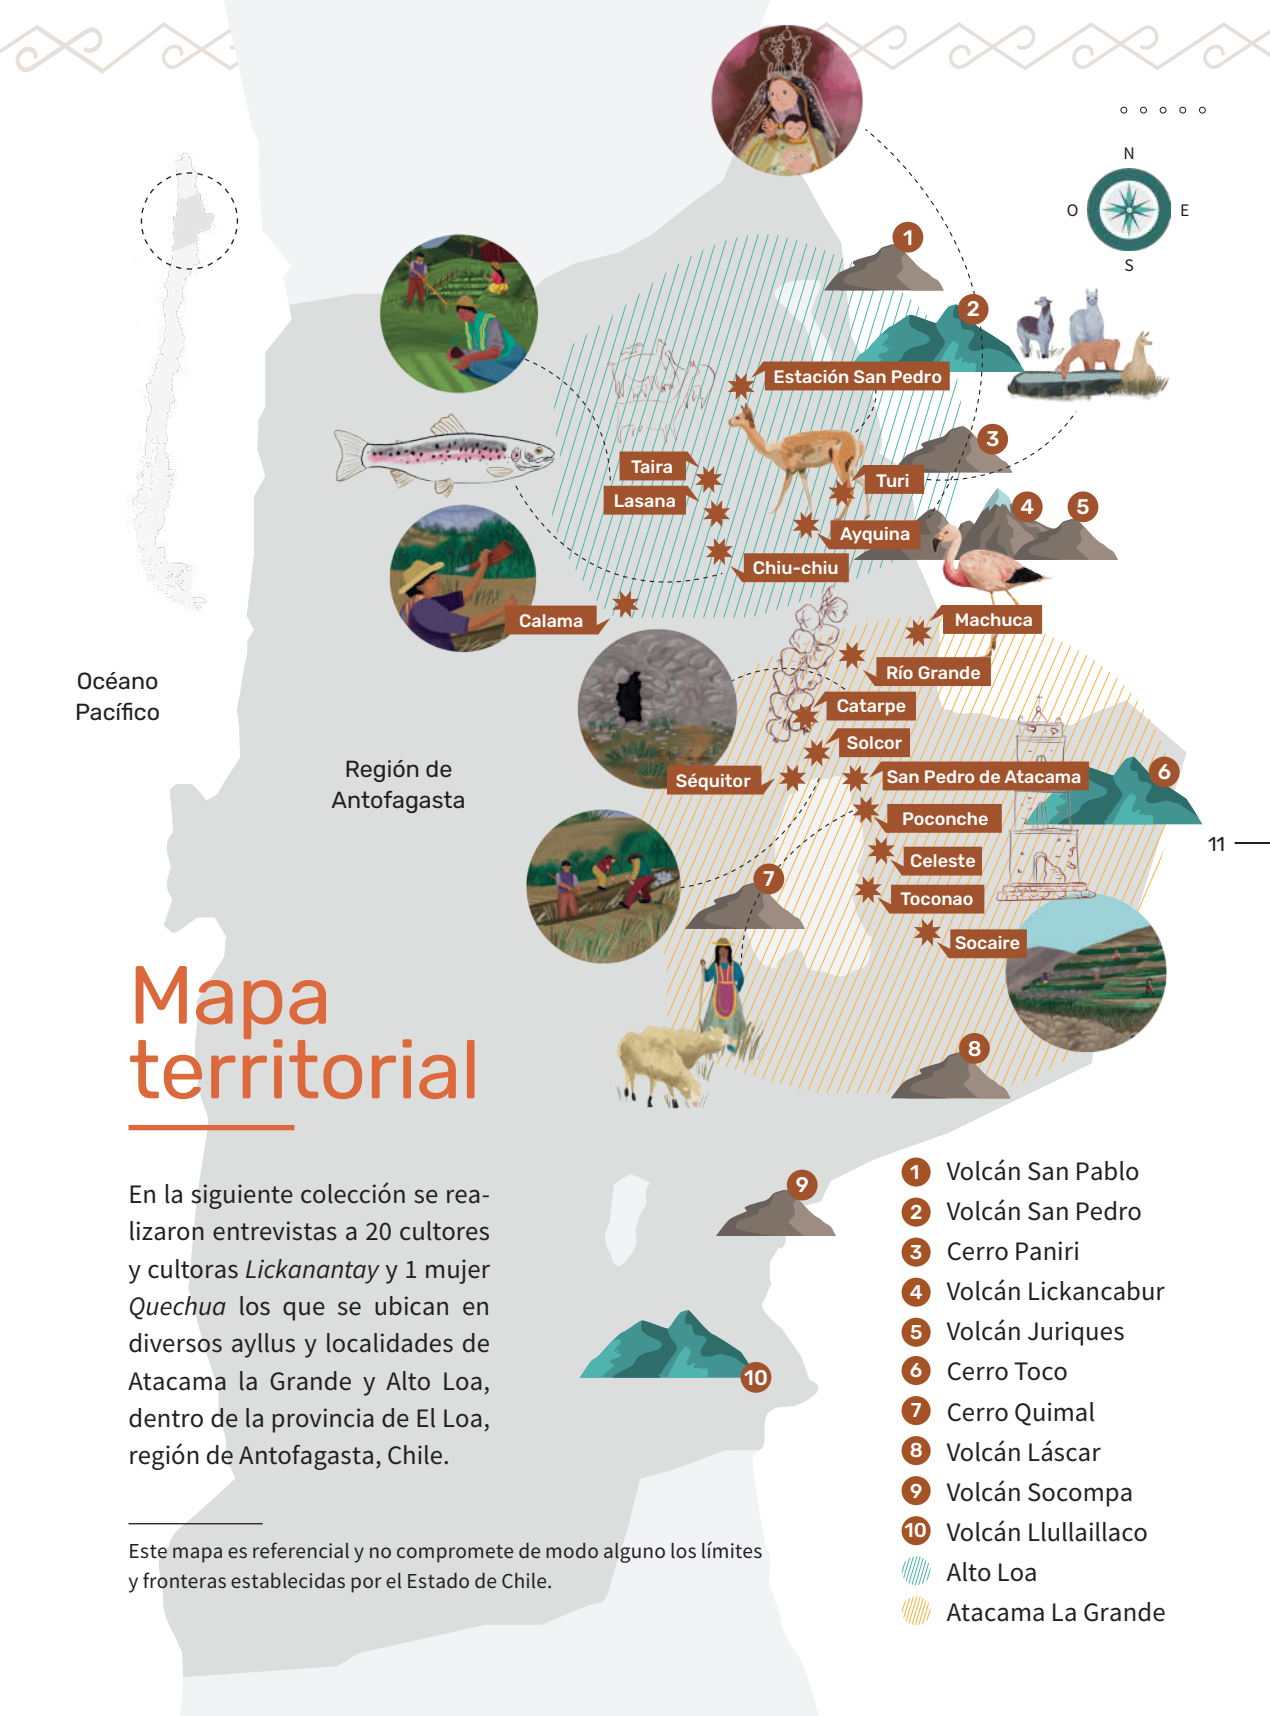 N
O
E
S
1
2
Estación San Pedro
3
Taira
Turi
Lasana
4
5
Ayquina
Chiu-chiu
Calama
Machuca
Río Grande
Océano
Pacífico
Catarpe
Solcor
Región de
Antofagasta
Séquitor
San Pedro de Atacama
6
Poconche
11
Celeste
7
Toconao
Socaire
Mapa
territorial
8
En la siguiente colección se rea-
lizaron entrevistas a 20 cultores
y cultoras Lickanantay y 1 mujer
Quechua los que se ubican en
diversos ayllus y localidades de
Atacama la Grande y Alto Loa,
dentro de la provincia de El Loa,
región de Antofagasta, Chile.
9
10
1 Volcán San Pablo
2 Volcán San Pedro
3 Cerro Paniri
4 Volcán Lickancabur
5 Volcán Juriques
6 Cerro Toco
7 Cerro Quimal
8 Volcán Láscar
9 Volcán Socompa
10 Volcán Llullaillaco
Alto Loa
Atacama La Grande
Este mapa es referencial y no compromete de modo alguno los límites
y fronteras establecidas por el Estado de Chile.